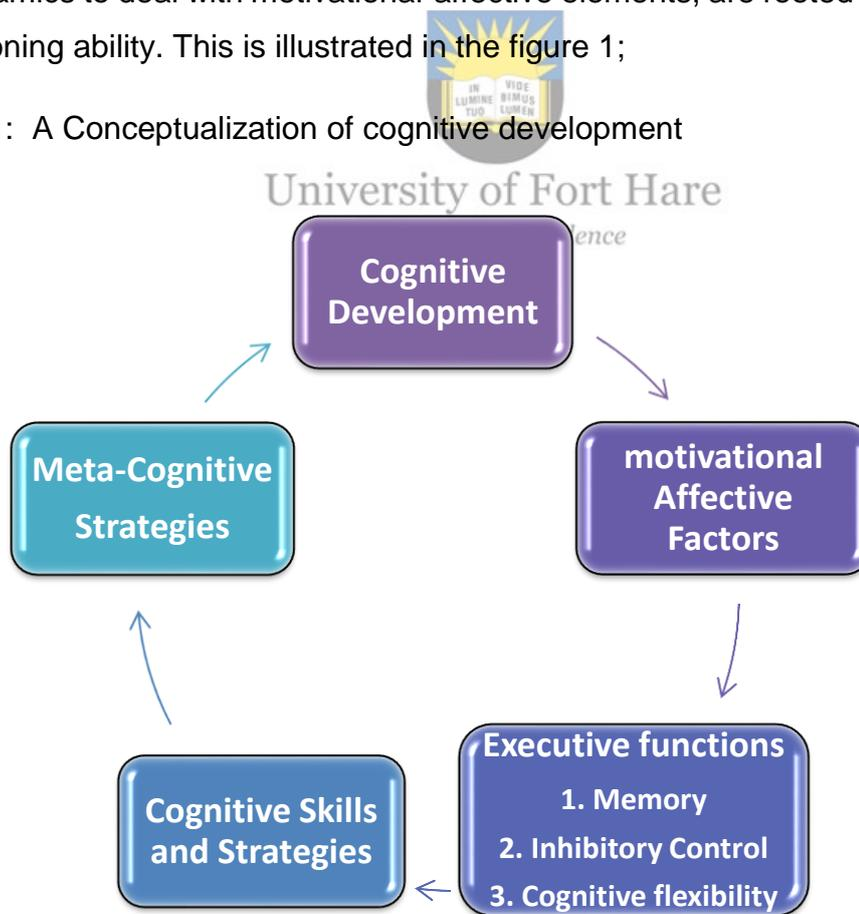 to deal with motivational affective elements, are rooted
oning ability. This is illustrated in the figure 1;
: A Conceptualization of cognitive development
IN LUMINE TUO
VIDE BIMUS LUMEN
University of Fort Hare
ence
Cognitive
Development
Meta-Cognitive
Strategies
motivational
Affective
Factors
Executive functions
1. Memory
2. Inhibitory Control
3. Cognitive flexibility
Cognitive Skills
and Strategies